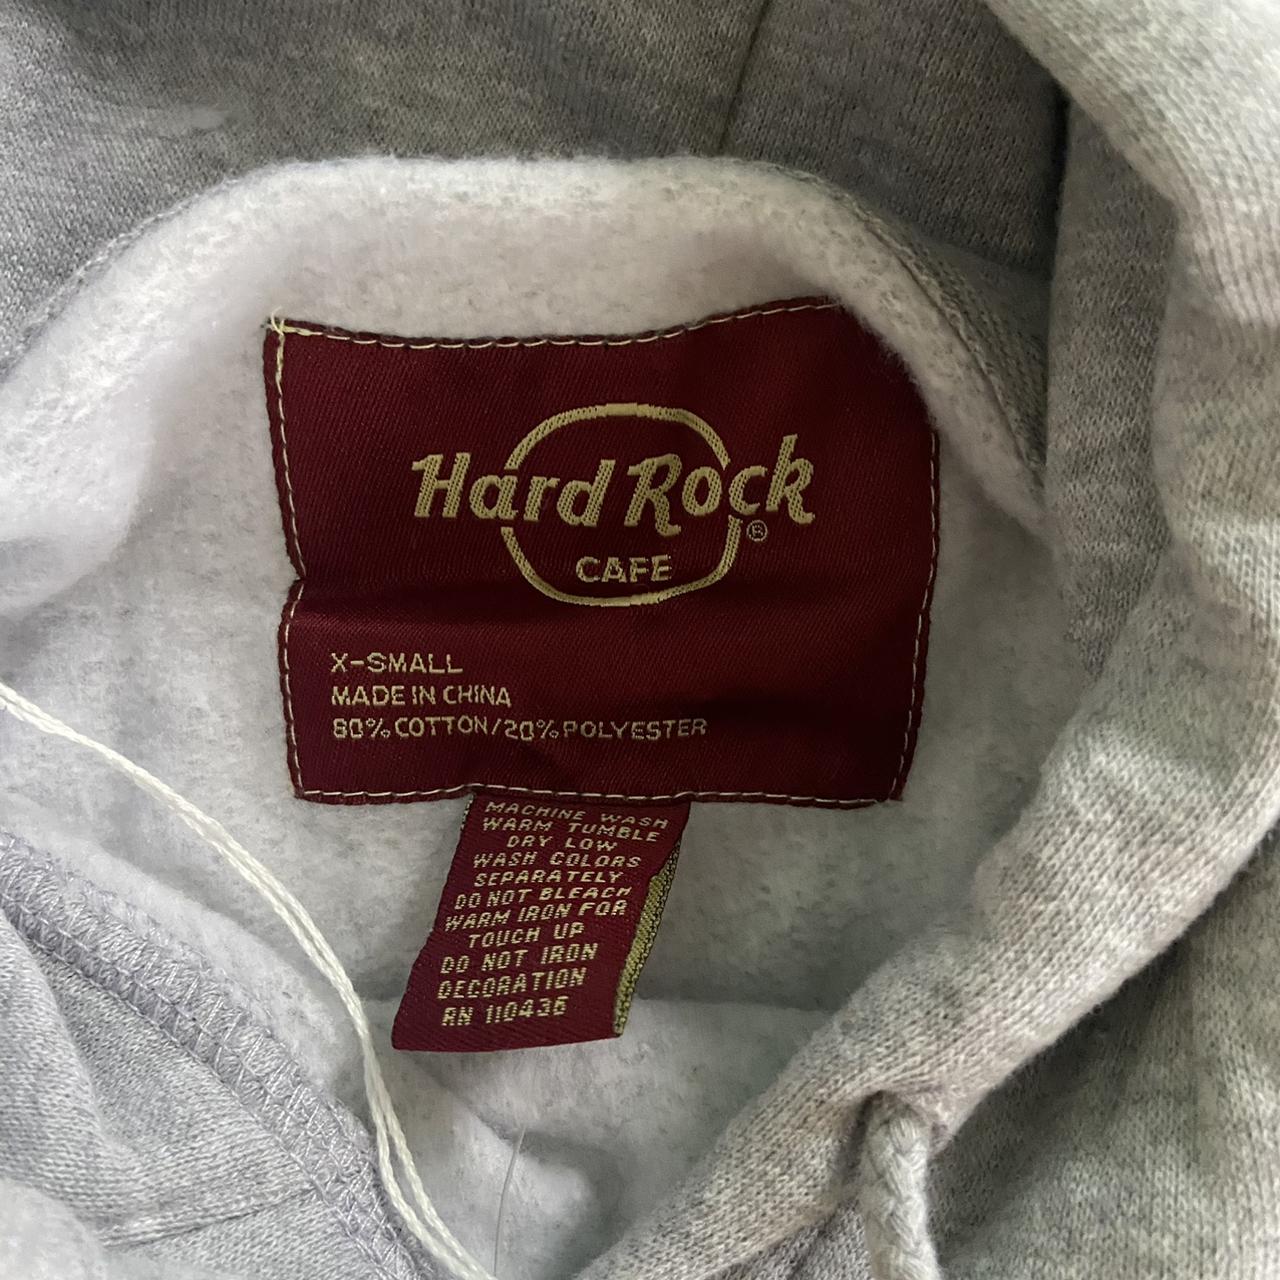 Hard Rock
®
CAFE
X-SMALL
MADE IN CHINA
80% COTTON/20% POLYESTER
MACHINE WASH
WARM TUMBLE
DRY LOW
WASH COLORS
SEPARATELY
DO NOT BLEACH
WARM IRON FOR
TOUCH UP
DO NOT IRON
DECORATION
RN 110435